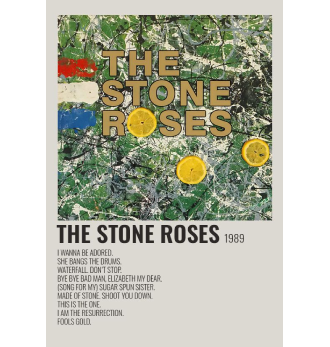 THE
STONE
ROSES
THE STONE ROSES 1989
I WANNA BE ADORED.
SHE BANGS THE DRUMS.
WATERFALL. DON'T STOP.
BYE BYE BAD MAN. ELIZABETH MY DEAR.
(SONG FOR MY) SUGAR SPUN SISTER.
MADE OF STONE. SHOOT YOU DOWN.
THIS IS THE ONE.
I AM THE RESURRECTION.
FOOLS GOLD.